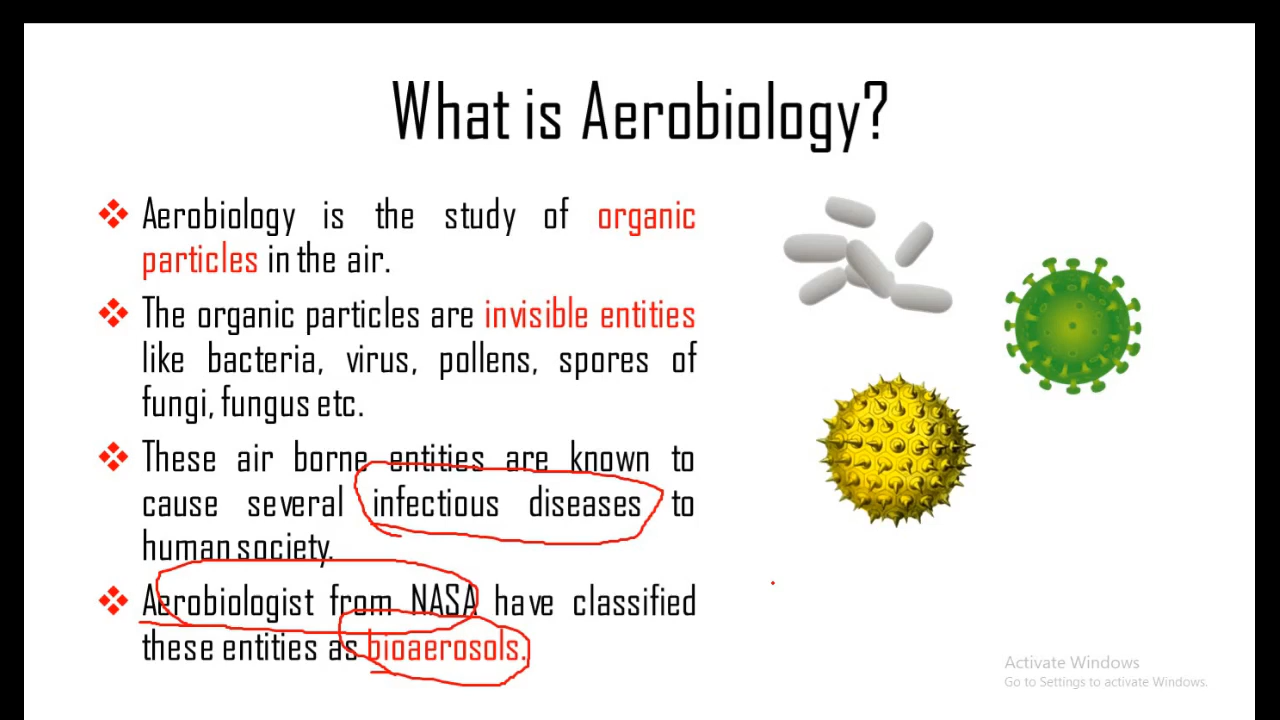 What is Aerobiology?
Aerobiology is the study of organic
particles in the air.
The organic particles are invisible entities
like bacteria, virus, pollens, spores of
fungi, fungus etc.
These air borne entities are known to
cause several infectious diseases to
human society.
Aerobiologist from NASA have classified
these entities as bioaerosols.
Activate Windows
Go to Settings to activate Windows.